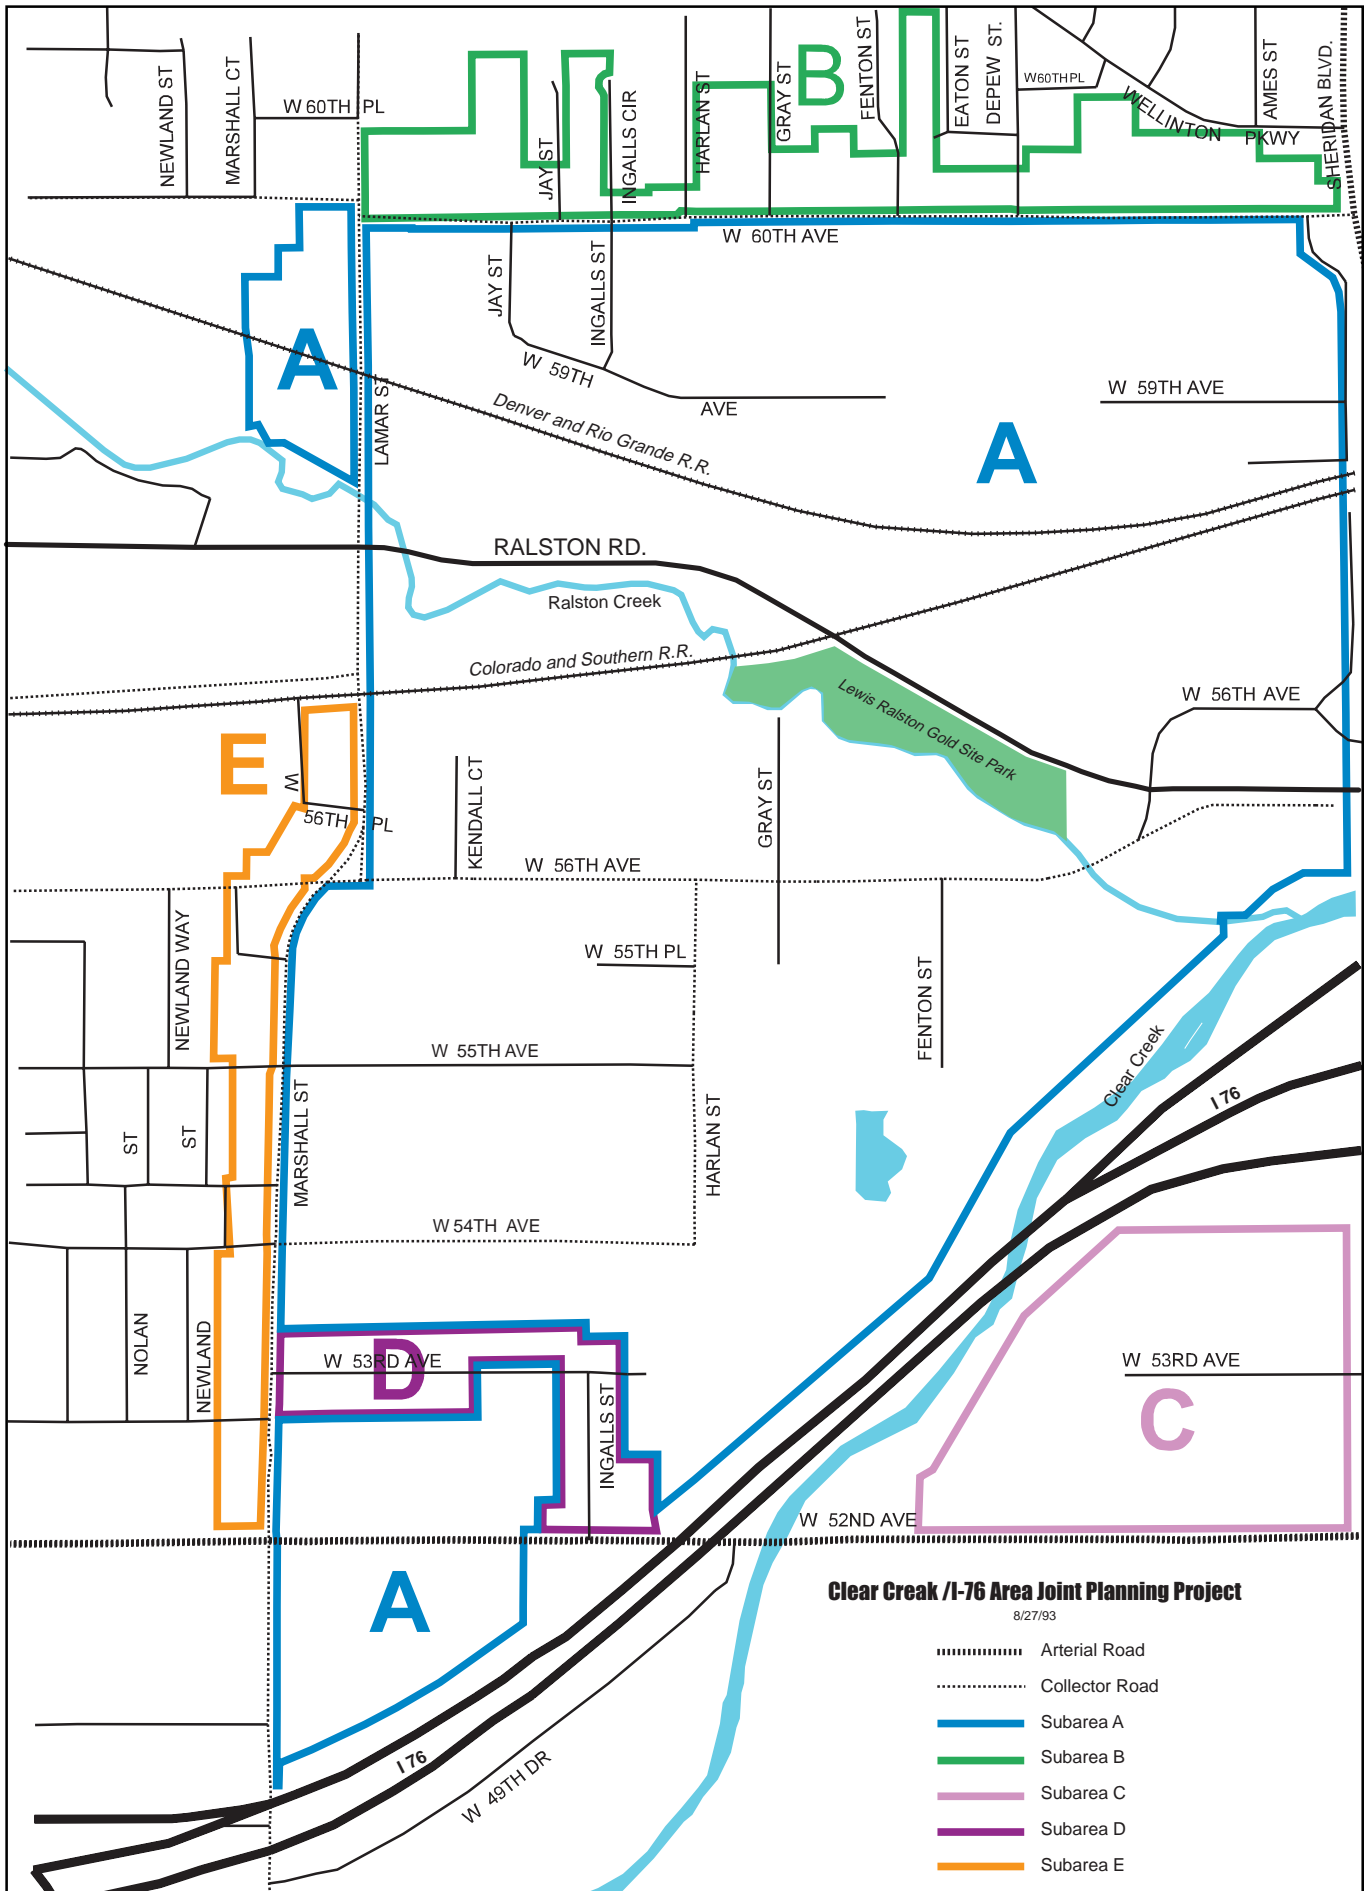 NEWLAND ST
MARSHALL CT
W 60TH PL
JAY ST
INGALLS CIR
HARLAN ST
GRAY ST
B
FENTON ST
EATON ST
DEPEW ST.
W 60TH PL
WELLINTON PKWY
AMES ST
SHERIDAN BLVD.
W 60TH AVE
JAY ST
INGALLS ST
A
LAMAR ST
W 59TH AVE
W 59TH AVE
Denver and Rio Grande R.R.
A
RALSTON RD.
Ralston Creek
Colorado and Southern R.R.
Lewis Ralston Gold Site Park
W 56TH AVE
E
W 56TH PL
KENDALL CT
GRAY ST
W 56TH AVE
NEWLAND WAY
W 55TH PL
FENTON ST
W 55TH AVE
Clear Creek
I 76
ST
ST
MARSHALL ST
HARLAN ST
W 54TH AVE
NOLAN
NEWLAND
D
W 53RD AVE
INGALLS ST
W 53RD AVE
C
W 52ND AVE
A
I 76
W 49TH DR
Clear Creak /I-76 Area Joint Planning Project
8/27/93
Arterial Road
Collector Road
Subarea A
Subarea B
Subarea C
Subarea D
Subarea E